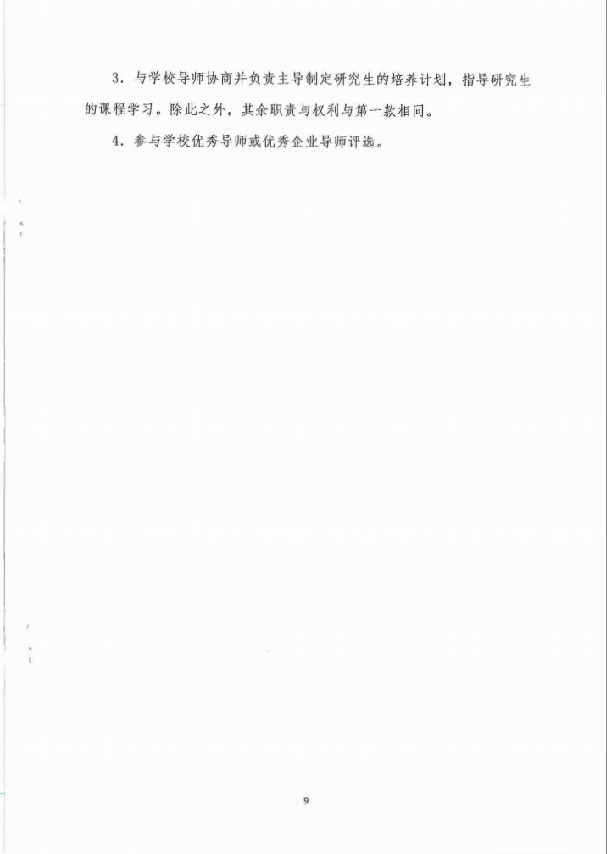 3. 与学校导师协商并负责主导制定研究生的培养计划，指导研究生
的课程学习。除此之外，其余职责与权利与第一款相同。
4. 参与学校优秀导师或优秀企业导师评选。
9